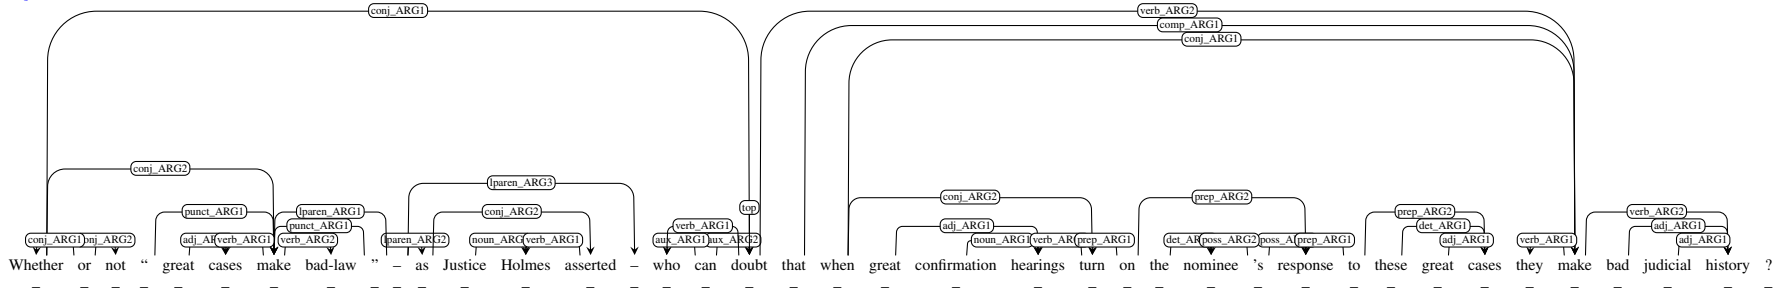 conj_ARG1 verb_ARG2
comp_ARG1
conj_ARG1
conj_ARG2
lparen_ARG3
conj_ARG2 prep_ARG2
top
punct_ARG1 lparen_ARG1 conj_ARG2 prep_ARG2 verb_ARG2
punct_ARG1 verb_ARG1 adj_ARG1 det_ARG1 adj_ARG1
conj_ARG1 verb_ARG1 verb_ARG2 lparen_ARG2 verb_ARG1 aux_ARG1 noun_ARG1 prep_ARG1 poss_ARG2 prep_ARG1 adj_ARG1 verb_ARG1 adj_ARG1
Whether or not “ great cases make bad-law ” – as Justice Holmes asserted – who can doubt that when great confirmation hearings turn on the nominee 's response to these great cases they make bad judicial history ?
_ _ _ _ _ _ _ _ _ _ _ _ _ _ _ _ _ _ _ _ _ _ _ _ _ _ _ _ _ _ _ _ _ _ _ _ _ _ _ _